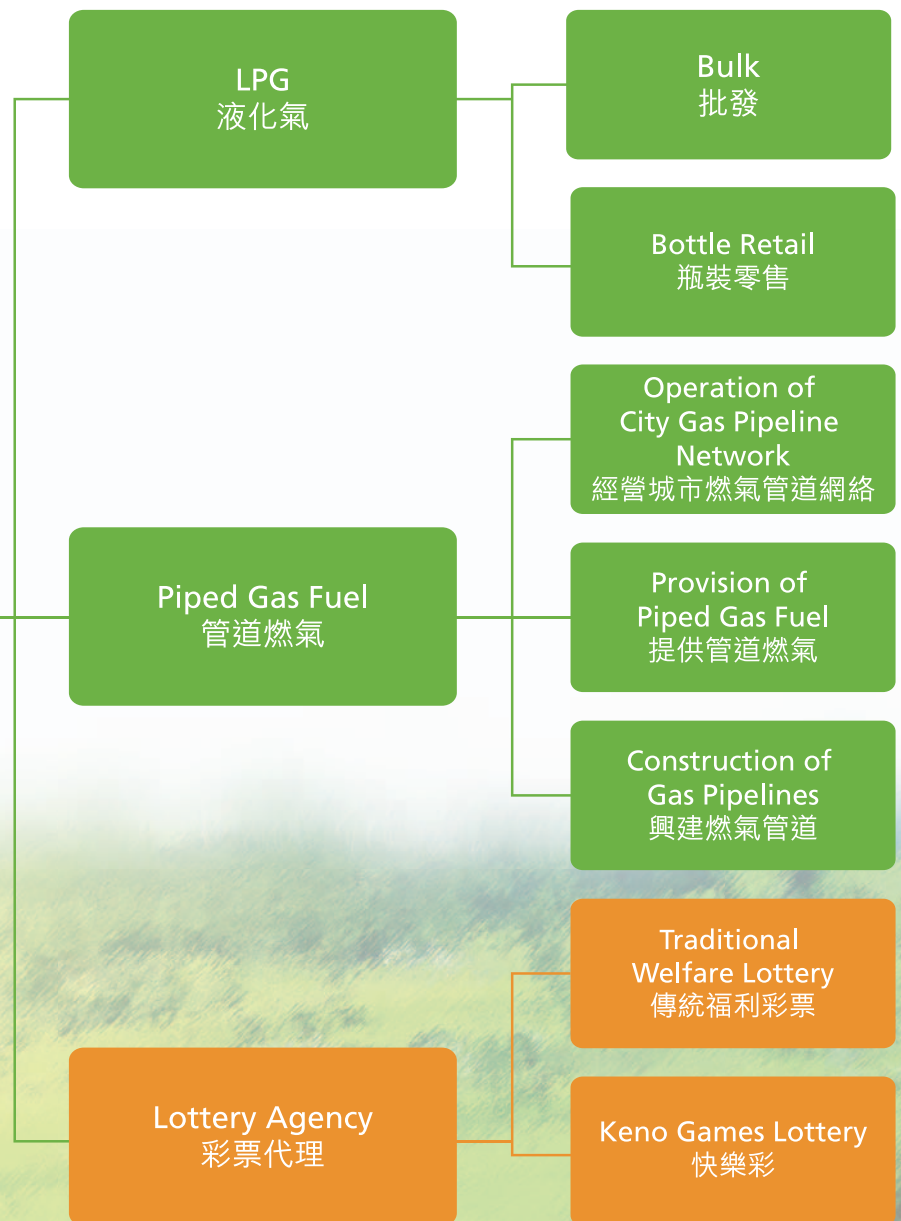 LPG
液化氣
Bulk
批發
Bottle Retail
瓶裝零售
Operation of
City Gas Pipeline
Network
經營城市燃氣管道網絡
Piped Gas Fuel
管道燃氣
Provision of
Piped Gas Fuel
提供管道燃氣
Construction of
Gas Pipelines
興建燃氣管道
Traditional
Welfare Lottery
傳統福利彩票
Lottery Agency
彩票代理
Keno Games Lottery
快樂彩